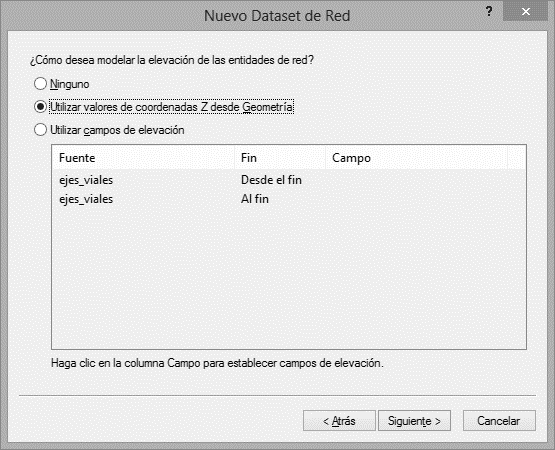 Nuevo Dataset de Red
? ×
¿Cómo desea modelar la elevación de las entidades de red?
Ninguno
Utilizar valores de coordenadas Z desde Geometría
Utilizar campos de elevación
Fuente Fin Campo
ejes_viales Desde el fin
ejes_viales Al fin
Haga clic en la columna Campo para establecer campos de elevación.
< Atrás Siguiente > Cancelar